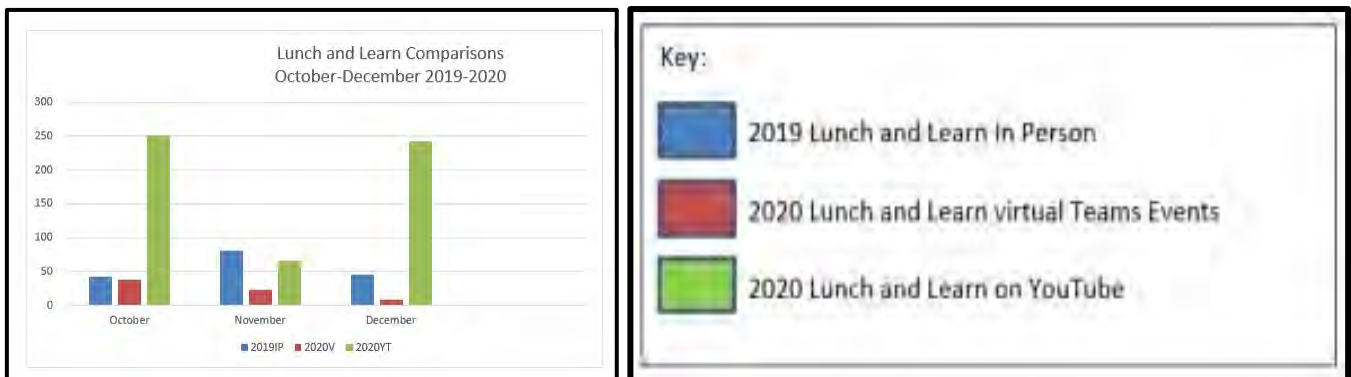 Lunch and Learn Comparisons
October-December 2019-2020
300
250
200
150
100
50
0
October November December
2019IP 2020V 2020YT
Key:
2019 Lunch and Learn In Person
2020 Lunch and Learn virtual Teams Events
2020 Lunch and Learn on YouTube